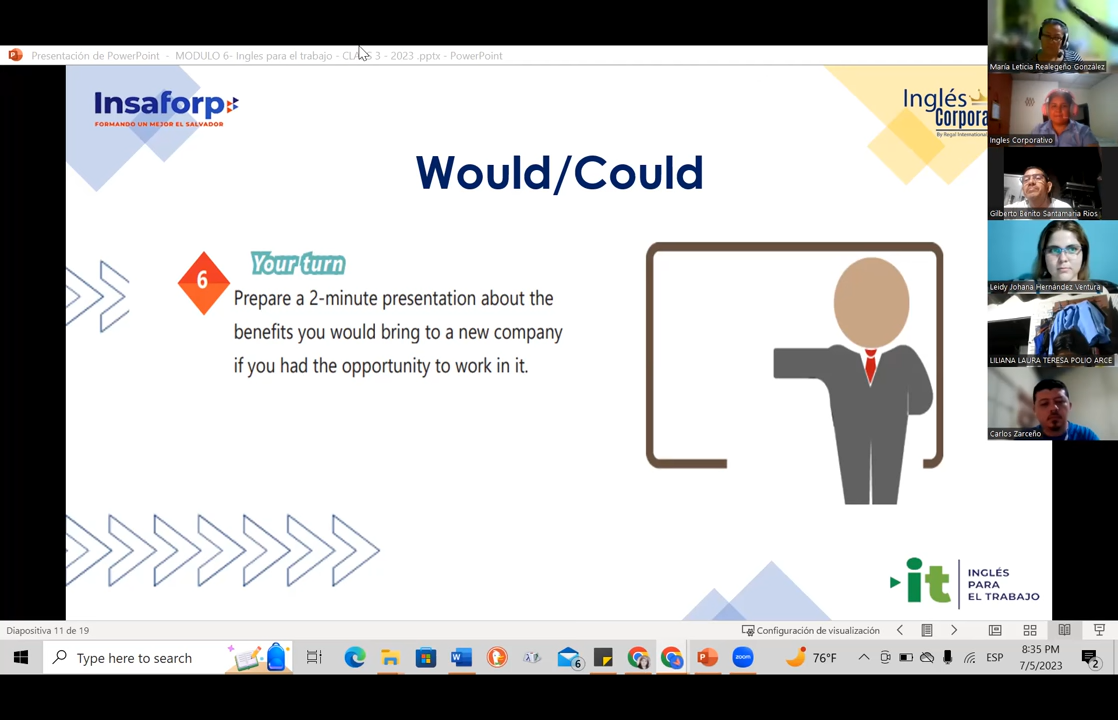 Presentación de PowerPoint - MODULO 6- Ingles para el trabajo - CLASS 3 - 2023 .pptx - PowerPoint
María Leticia Realegeño González
Insaforp
FORMANDO UN MEJOR EL SALVADOR
Inglés
Corpora
By Regal International
Ingles Corporativo
Would/Could
Gilberto Benito Santamaria Rios
6
Your turn
Prepare a 2-minute presentation about the
benefits you would bring to a new company
if you had the opportunity to work in it.
Leidy Johana Hernández Ventura
LILIANA LAURA TERESA POLIO ARCE
Carlos Zarceño
it
INGLÉS
PARA
EL TRABAJO
Diapositiva 11 de 19
Configuración de visualización
Type here to search
6
zoom
76°F
ESP
8:35 PM
7/5/2023
2